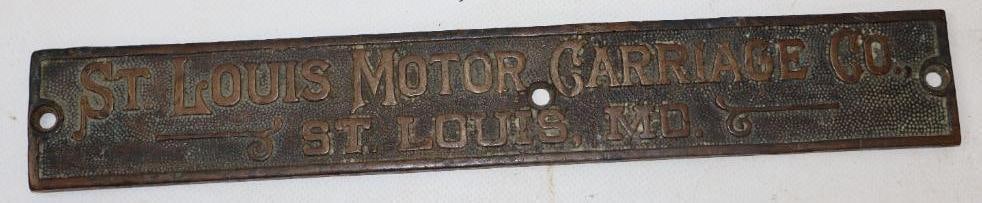 ST. LOUIS MOTOR CARRIAGE CO.,
ST. LOUIS, MO.